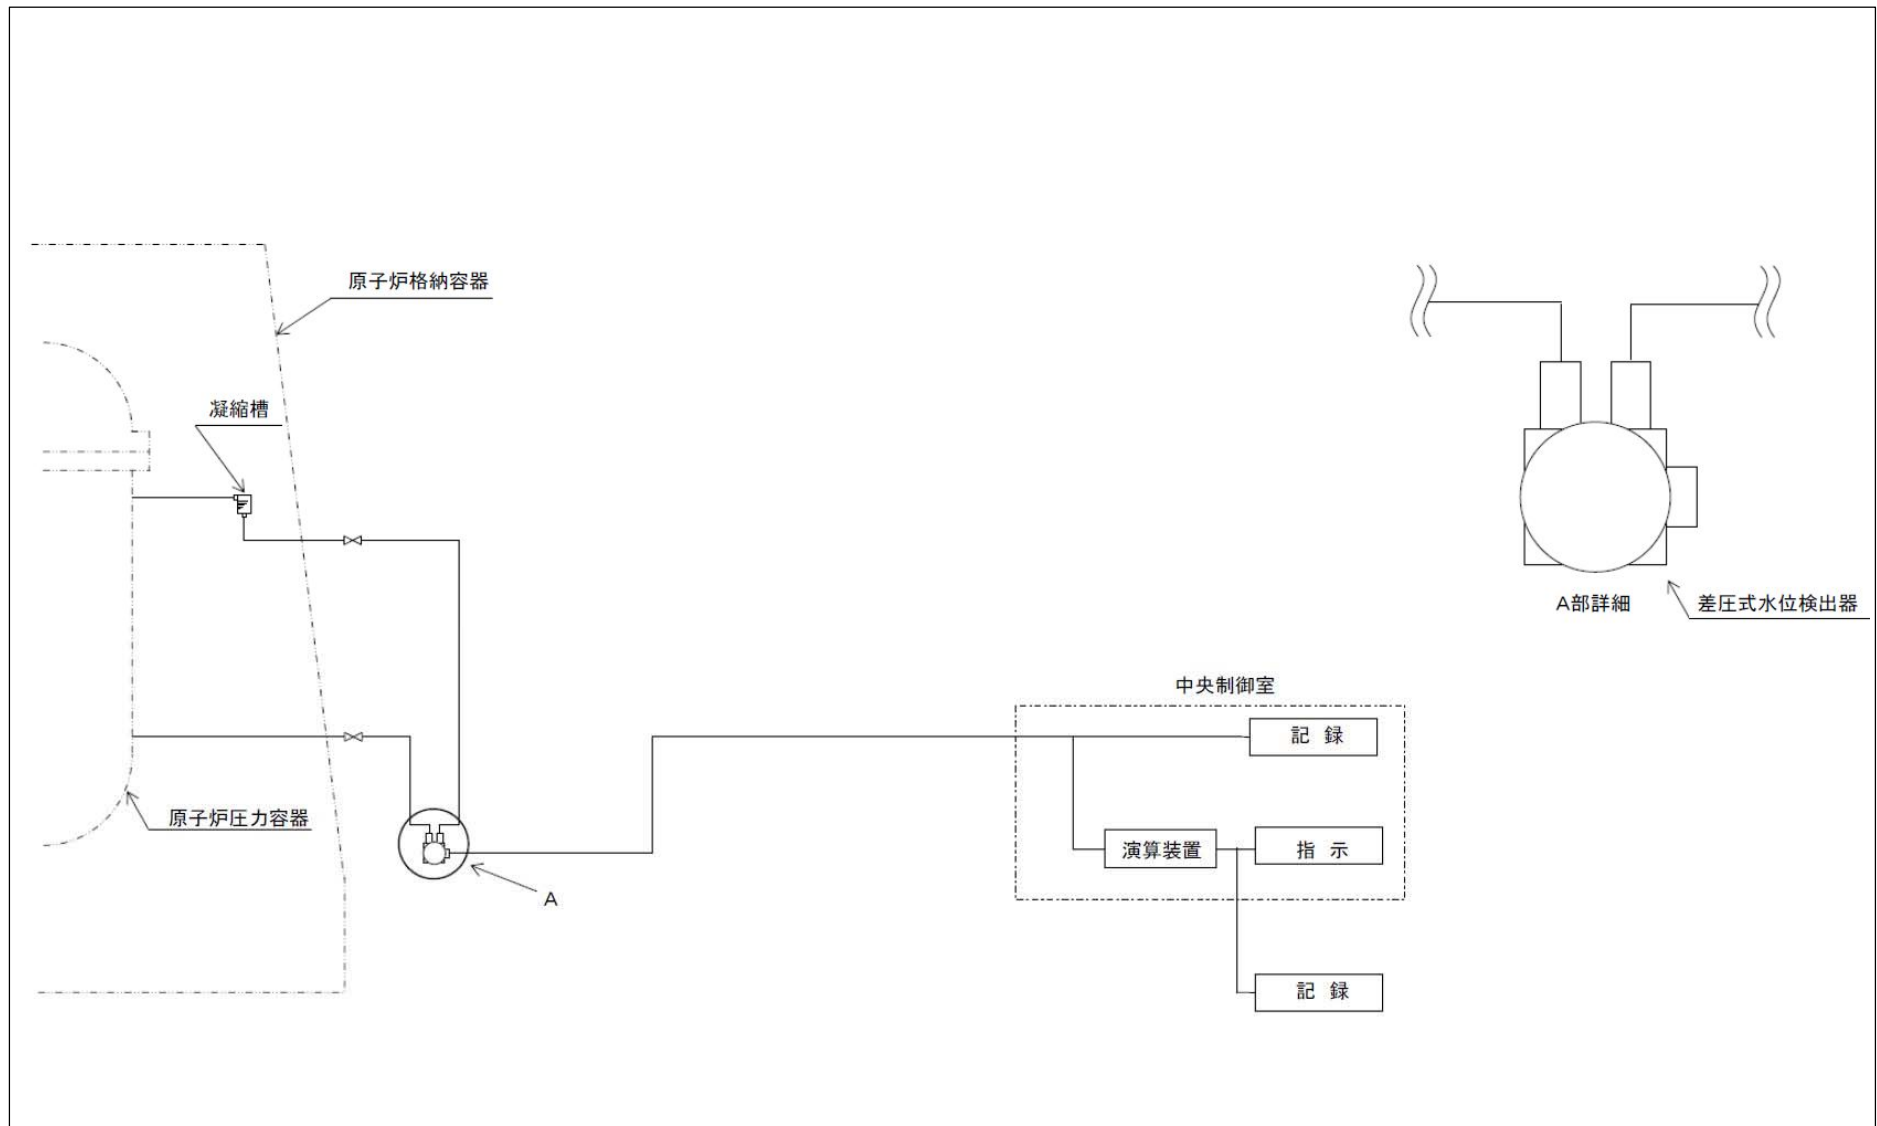 原子炉格納容器
凝縮槽
A部詳細
差圧式水位検出器
中央制御室
記 録
原子炉圧力容器
演算装置
指 示
A
記 録